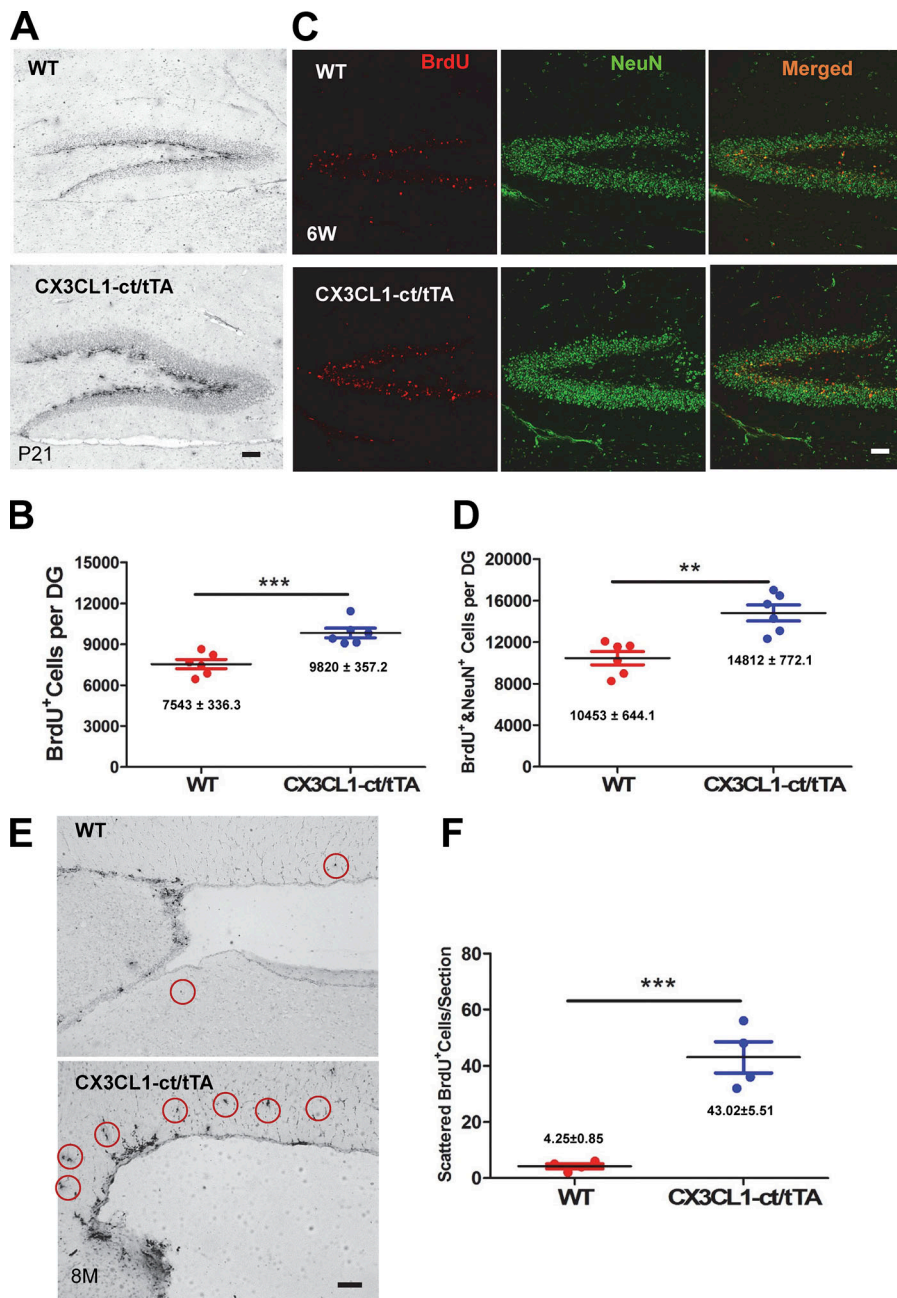 A
WT
CX3CL1-ct/tTA
P21
C
WT
BrdU
NeuN
Merged
6W
CX3CL1-ct/tTA
B
BrdU⁺Cells per DG
15000
12000
9000
6000
3000
0
***
7543 ± 336.3
9820 ± 357.2
WT
CX3CL1-ct/tTA
D
BrdU⁺&NeuN⁺ Cells per DG
20000
16000
12000
8000
4000
0
**
10453 ± 644.1
14812 ± 772.1
WT
CX3CL1-ct/tTA
E
WT
CX3CL1-ct/tTA
8M
F
Scattered BrdU⁺Cells/Section
80
60
40
20
0
***
4.25±0.85
43.02±5.51
WT
CX3CL1-ct/tTA